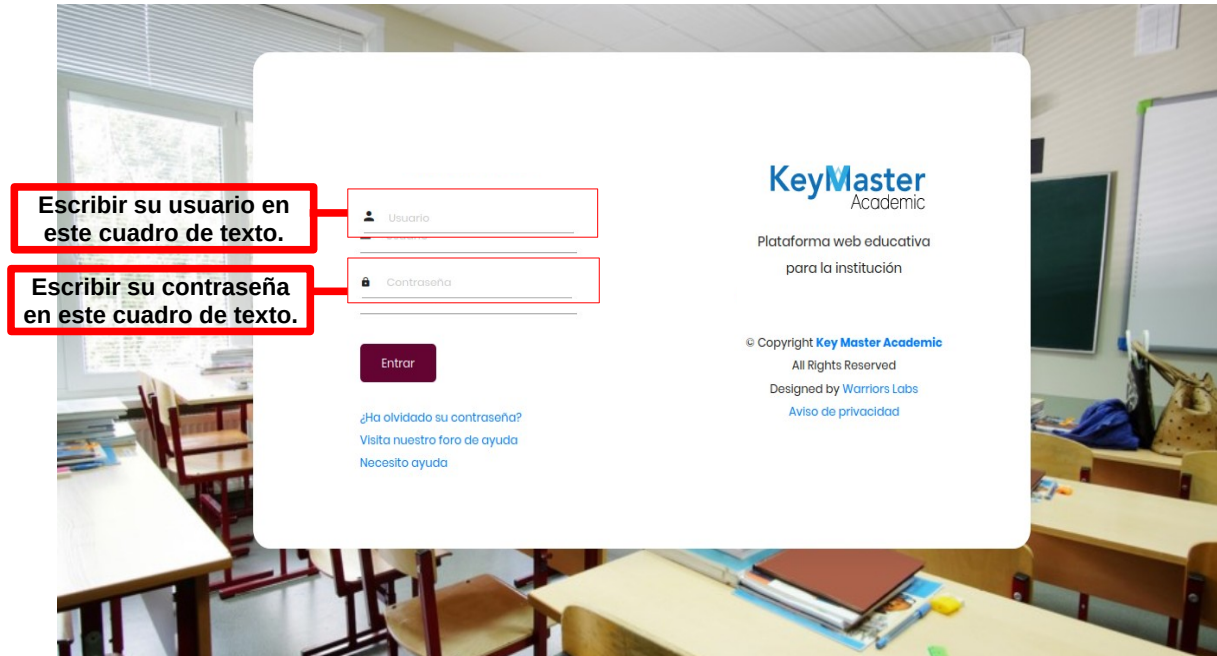 Escribir su usuario en
este cuadro de texto.
Usuario
Escribir su contraseña
en este cuadro de texto.
Contraseña
Entrar
¿Ha olvidado su contraseña?
Visita nuestro foro de ayuda
Necesito ayuda
KeyMaster
Academic
Plataforma web educativa
para la institución
© Copyright Key Master Academic
All Rights Reserved
Designed by Warriors Labs
Aviso de privacidad